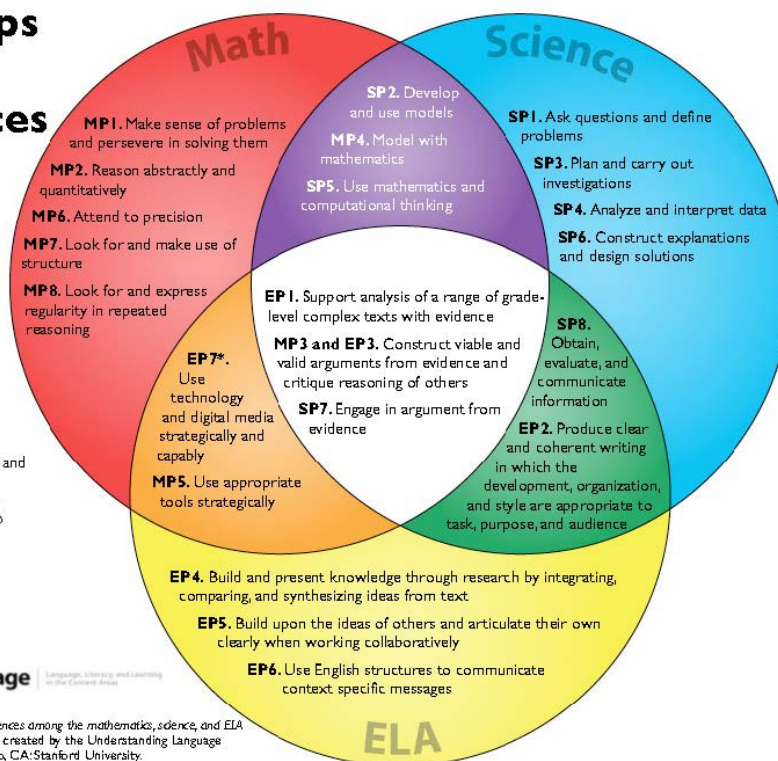 ps
ces
Math
MP1. Make sense of problems
and persevere in solving them
MP2. Reason abstractly and
quantitatively
MP6. Attend to precision
MP7. Look for and make use of
structure
MP8. Look for and express
regularity in repeated
reasoning
SP2. Develop
and use models
MP4. Model with
mathematics
SP5. Use mathematics and
computational thinking
Science
SP1. Ask questions and define
problems
SP3. Plan and carry out
investigations
SP4. Analyze and interpret data
SP6. Construct explanations
and design solutions
EP1. Support analysis of a range of grade-
level complex texts with evidence
MP3 and EP3. Construct viable and
valid arguments from evidence and
critique reasoning of others
SP7. Engage in argument from
evidence
EP7*.
Use
technology
and digital media
strategically and
capably
MP5. Use appropriate
tools strategically
SP8.
Obtain,
evaluate, and
communicate
information
EP2. Produce clear
and coherent writing
in which the
development, organization,
and style are appropriate to
task, purpose, and audience
and
EP4. Build and present knowledge through research by integrating,
comparing, and synthesizing ideas from text
EP5. Build upon the ideas of others and articulate their own
clearly when working collaboratively
EP6. Use English structures to communicate
context specific messages
ELA
age
Language, Literacy, and Learning
in the Content Areas
ences among the mathematics, science, and ELA
created by the Understanding Language
o, CA: Stanford University.